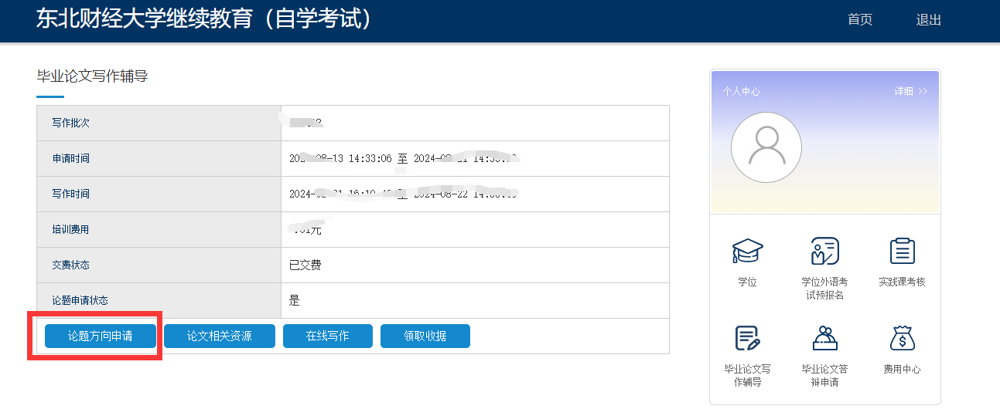 东北财经大学继续教育（自学考试）
首页 退出
毕业论文写作辅导
写作批次
申请时间 -13 14:33:06 至 2024-
写作时间 2024- -08-22
培训费用 元
交费状态 已交费
论题申请状态 是
论题方向申请 论文相关资源 在线写作 领取收据
个人中心 详细 >>
学位
学位外语考
试预报名
实践课考核
毕业论文写
作辅导
毕业论文答
辩申请
费用中心